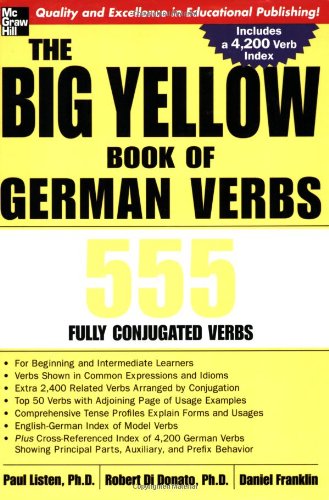 Mc
Graw
Hill
Quality and Excellence in Educational Publishing!
Includes
a 4,200 Verb
Index
THE
BIG YELLOW
BOOK OF
GERMAN VERBS
555
FULLY CONJUGATED VERBS
• For Beginning and Intermediate Learners
• Verbs Shown in Common Expressions and Idioms
• Extra 2,400 Related Verbs Arranged by Conjugation
• Top 50 Verbs with Adjoining Page of Usage Examples
• Comprehensive Tense Profiles Explain Forms and Usages
• English-German Index of Model Verbs
• Plus Cross-Referenced Index of 4,200 German Verbs
Showing Principal Parts, Auxiliary, and Prefix Behavior
Paul Listen, Ph.D. Robert Di Donato, Ph.D. Daniel Franklin